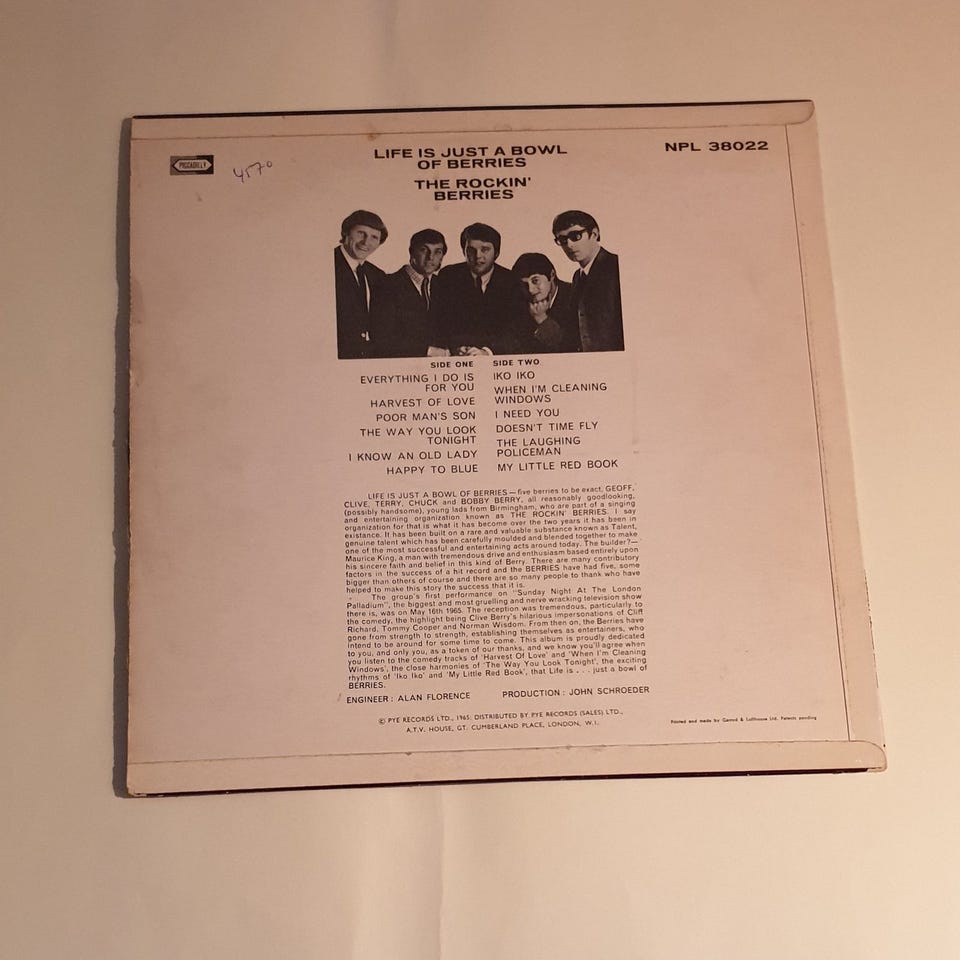 PICCADILLY
4570
LIFE IS JUST A BOWL
OF BERRIES
NPL 38022
THE ROCKIN'
BERRIES
SIDE ONE
EVERYTHING I DO IS
FOR YOU
HARVEST OF LOVE
POOR MAN'S SON
THE WAY YOU LOOK
TONIGHT
I KNOW AN OLD LADY
HAPPY TO BLUE
SIDE TWO
IKO IKO
WHEN I'M CLEANING
WINDOWS
I NEED YOU
DOESN'T TIME FLY
THE LAUGHING
POLICEMAN
MY LITTLE RED BOOK
LIFE IS JUST A BOWL OF BERRIES — five berries to be exact, GEOFF,
CLIVE, TERRY, CHUCK and BOBBY BERRY, all reasonably goodlooking,
(possibly handsome), young lads from Birmingham, who are part of a singing
and entertaining organization known as THE ROCKIN' BERRIES. I say
organization for that is what it has become over the two years it has been in
existance. It has been built on a rare and valuable substance known as Talent,
genuine talent which has been carefully moulded and blended together to make
one of the most successful and entertaining acts around today. The builder?—
Maurice King, a man with tremendous drive and enthusiasm based entirely upon
his sincere faith and belief in this kind of Berry. There are many contributory
factors in the success of a hit record and the BERRIES have had five, some
bigger than others of course and there are so many people to thank who have
helped to make this story the success that it is.
The group's first performance on "Sunday Night At The London
Palladium", the biggest and most gruelling and nerve wracking television show
there is, was on May 16th 1965. The reception was tremendous, particularly to
the comedy, the highlight being Clive Berry's hilarious impersonations of Cliff
Richard, Tommy Cooper and Norman Wisdom. From then on, the Berries have
gone from strength to strength, establishing themselves as entertainers, who
intend to be around for some time to come. This album is proudly dedicated
to you, and only you, as a token of our thanks, and we know you'll agree when
you listen to the comedy tracks of 'Harvest Of Love' and 'When I'm Cleaning
Windows', the close harmonies of 'The Way You Look Tonight', the exciting
rhythms of 'Iko Iko' and 'My Little Red Book', that Life is . . . just a bowl of
BERRIES.
ENGINEER : ALAN FLORENCE PRODUCTION : JOHN SCHROEDER
© PYE RECORDS LTD., 1965: DISTRIBUTED BY PYE RECORDS (SALES) LTD.,
A.T.V. HOUSE, GT. CUMBERLAND PLACE, LONDON, W.I.
Printed and made by Garrod & Lofthouse Ltd. Patents pending